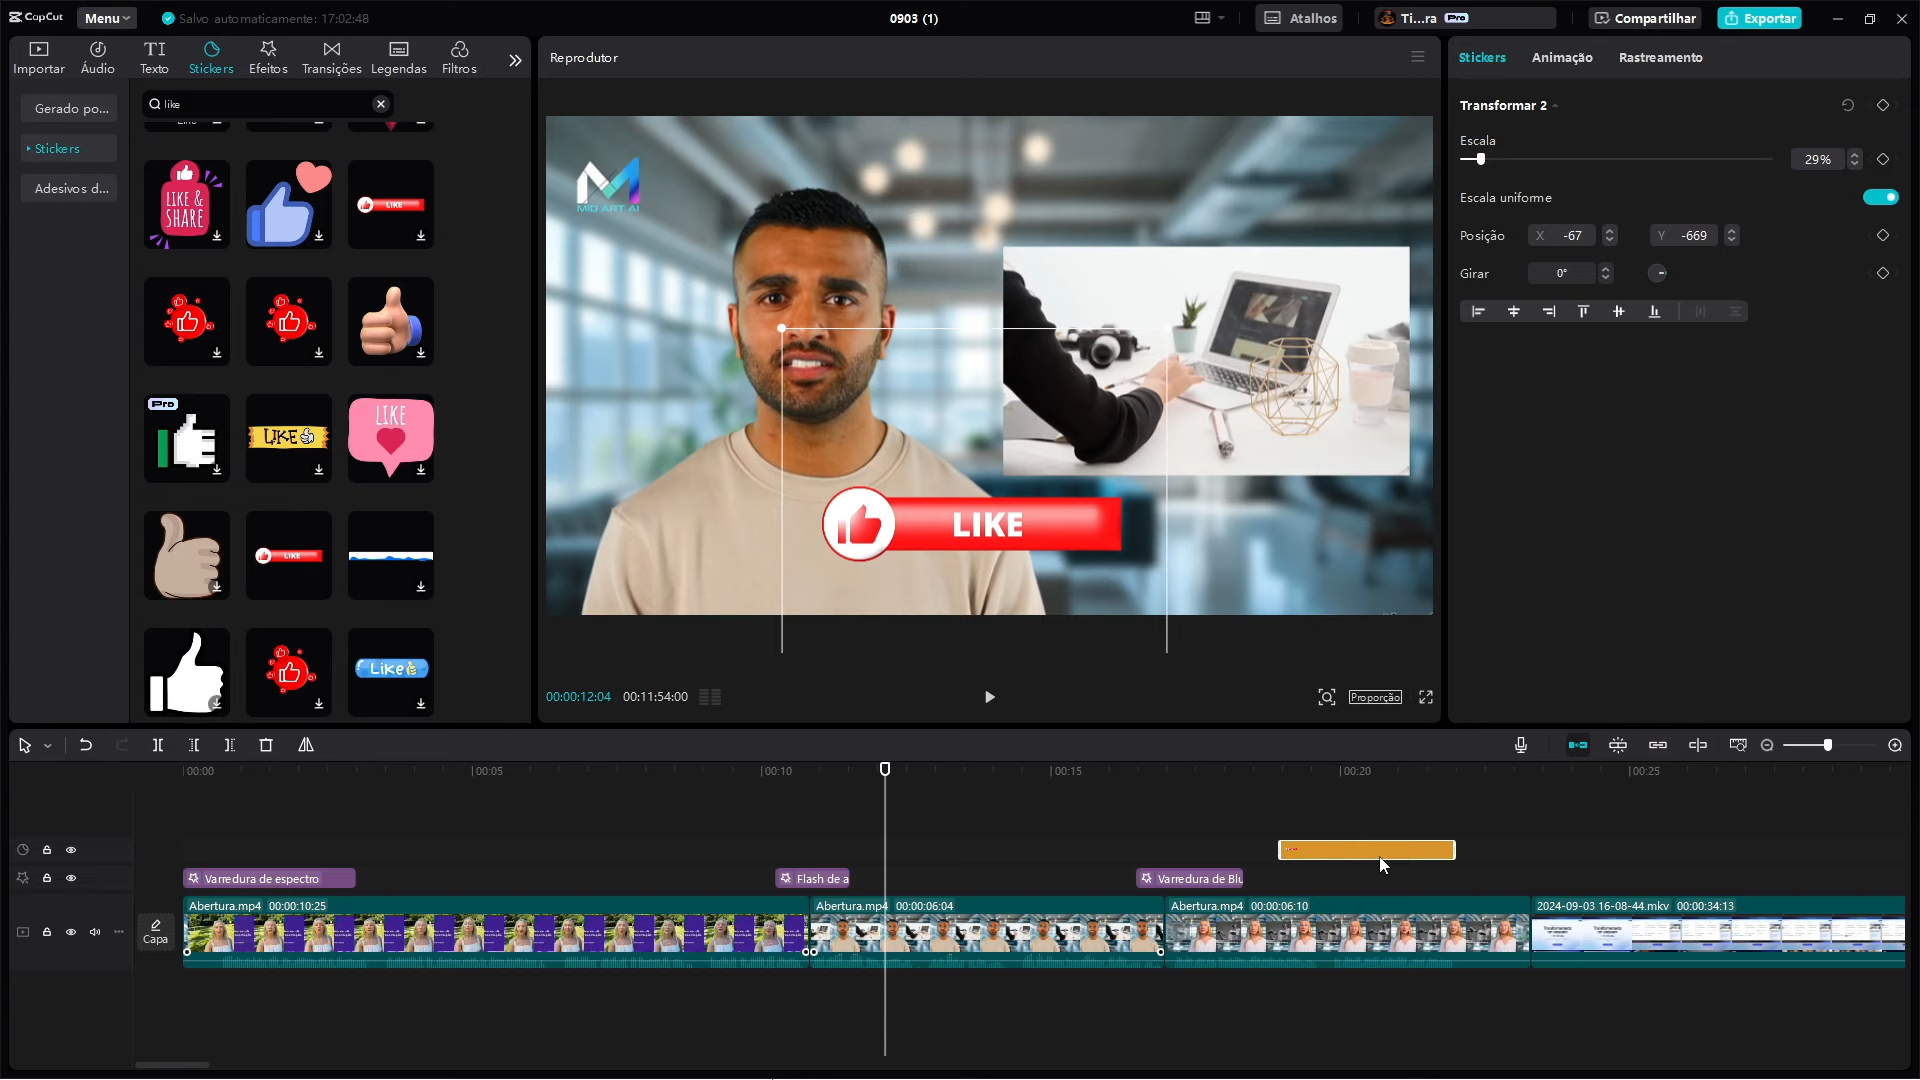 CapCut
Menu
Salvo automaticamente: 17:02:48
0903 (1)
Atalhos
Ti...ra Pro
Compartilhar
Exportar
Importar
Áudio
Texto
Stickers
Efeitos
Transições
Legendas
Filtros
Gerado po...
Stickers
Adesivos d...
like
LIKE &
SHARE
LIKE
Pro
LIKE
LIKE
LIKE
Like
Reprodutor
MID ART AI
LIKE
00:00:12:04
00:11:54:00
Proporção
Stickers
Animação
Rastreamento
Transformar 2
Escala
29%
Escala uniforme
Posição
X -67
Y -669
Girar
0°
00:00
00:05
00:10
00:15
00:20
00:25
Varredura de espectro
Flash de a
Varredura de Blu
Capa
Abertura.mp4 00:00:10:25
Abertura.mp4 00:00:06:04
Abertura.mp4 00:00:06:10
2024-09-03 16-08-44.mkv 00:00:34:13